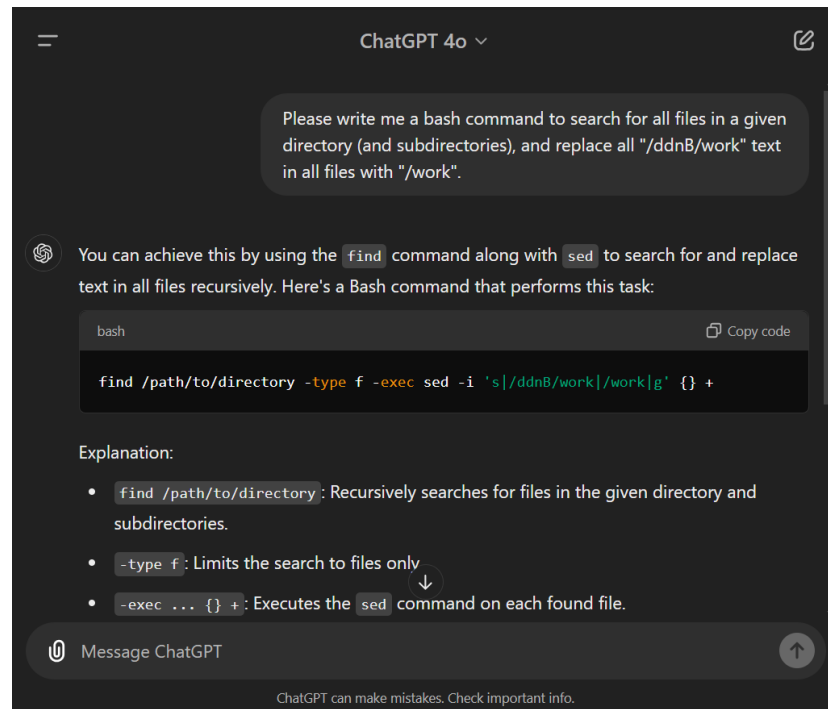 ChatGPT 4o
Please write me a bash command to search for all files in a given
directory (and subdirectories), and replace all "/ddnB/work" text
in all files with "/work".
You can achieve this by using the find command along with sed to search for and replace
text in all files recursively. Here's a Bash command that performs this task:
bash
Copy code
find /path/to/directory -type f -exec sed -i 's|/ddnB/work|/work|g' {} +
Explanation:
• find /path/to/directory : Recursively searches for files in the given directory and
subdirectories.
• -type f : Limits the search to files only
• -exec ... {} + : Executes the sed command on each found file.
Message ChatGPT
ChatGPT can make mistakes. Check important info.